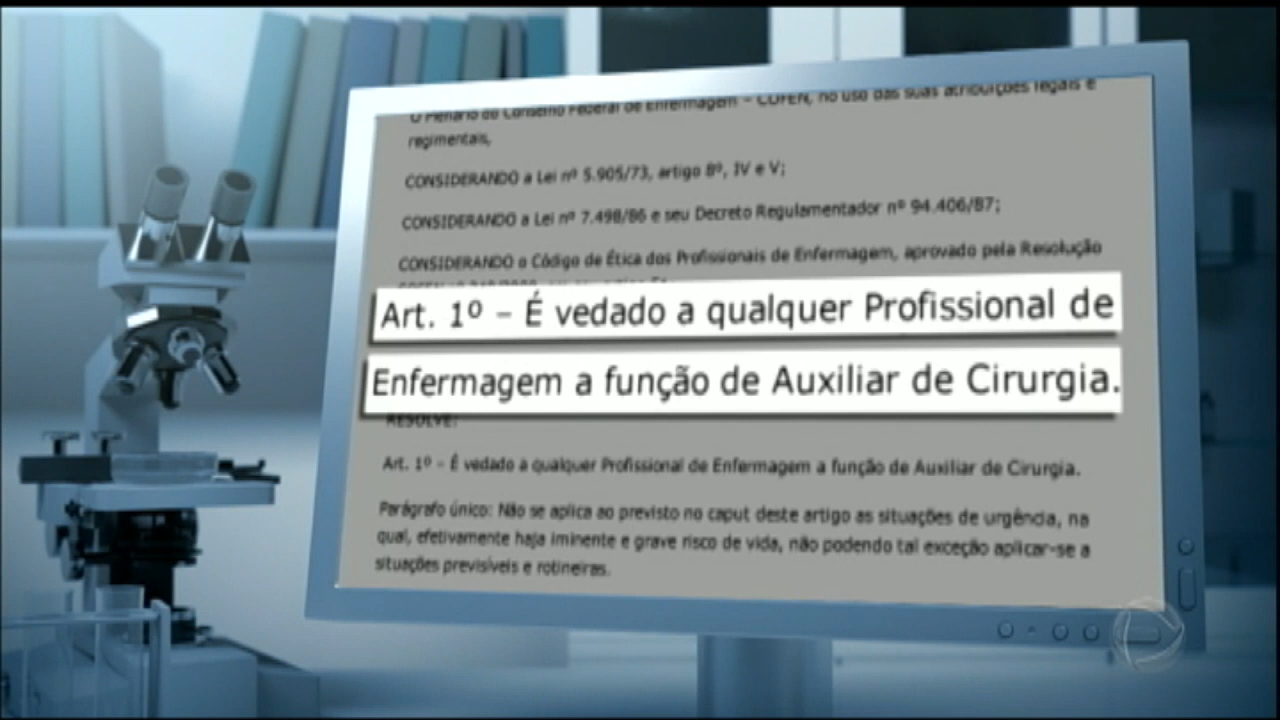 O Plenário do Conselho Federal de Enfermagem – COFEN, no uso das suas atribuições legais e
regimentais,
CONSIDERANDO a Lei nº 5.905/73, artigo 8º, IV e V;
CONSIDERANDO a Lei nº 7.498/86 e seu Decreto Regulamentador nº 94.406/87;
CONSIDERANDO o Código de Ética dos Profissionais de Enfermagem, aprovado pela Resolução
Art. 1º – É vedado a qualquer Profissional de
Enfermagem a função de Auxiliar de Cirurgia.
RESOLVE:
Art. 1º – É vedado a qualquer Profissional de Enfermagem a função de Auxiliar de Cirurgia.
Parágrafo único: Não se aplica ao previsto no caput deste artigo as situações de urgência, na
qual, efetivamente haja iminente e grave risco de vida, não podendo tal exceção aplicar-se a
situações previsíveis e rotineiras.